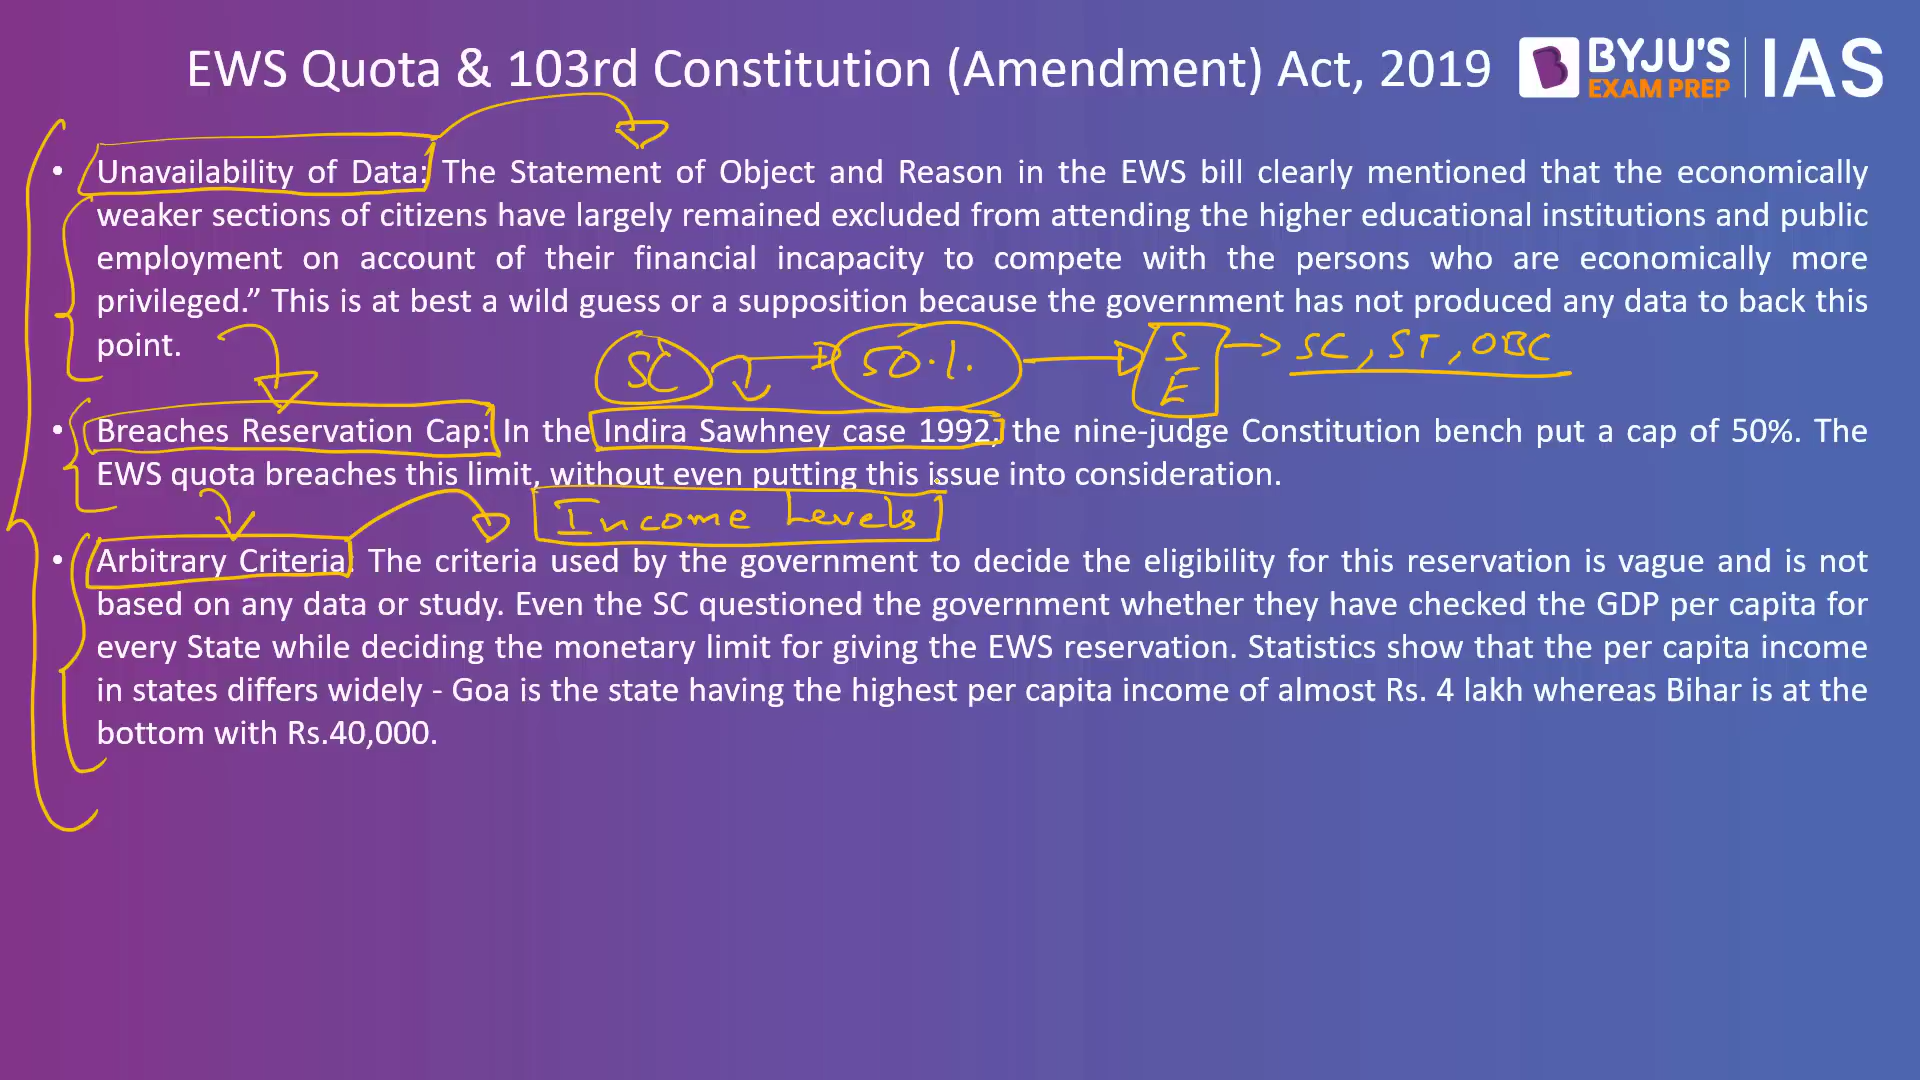 EWS Quota & 103rd Constitution (Amendment) Act, 2019
BYJU'S
EXAM PREP
IAS
• Unavailability of Data: The Statement of Object and Reason in the EWS bill clearly mentioned that the economically
weaker sections of citizens have largely remained excluded from attending the higher educational institutions and public
employment on account of their financial incapacity to compete with the persons who are economically more
privileged.” This is at best a wild guess or a supposition because the government has not produced any data to back this
point.
SC 50% S E SC, ST, OBC
• Breaches Reservation Cap: In the Indira Sawhney case 1992, the nine-judge Constitution bench put a cap of 50%. The
EWS quota breaches this limit, without even putting this issue into consideration.
Income Levels
• Arbitrary Criteria: The criteria used by the government to decide the eligibility for this reservation is vague and is not
based on any data or study. Even the SC questioned the government whether they have checked the GDP per capita for
every State while deciding the monetary limit for giving the EWS reservation. Statistics show that the per capita income
in states differs widely - Goa is the state having the highest per capita income of almost Rs. 4 lakh whereas Bihar is at the
bottom with Rs.40,000.